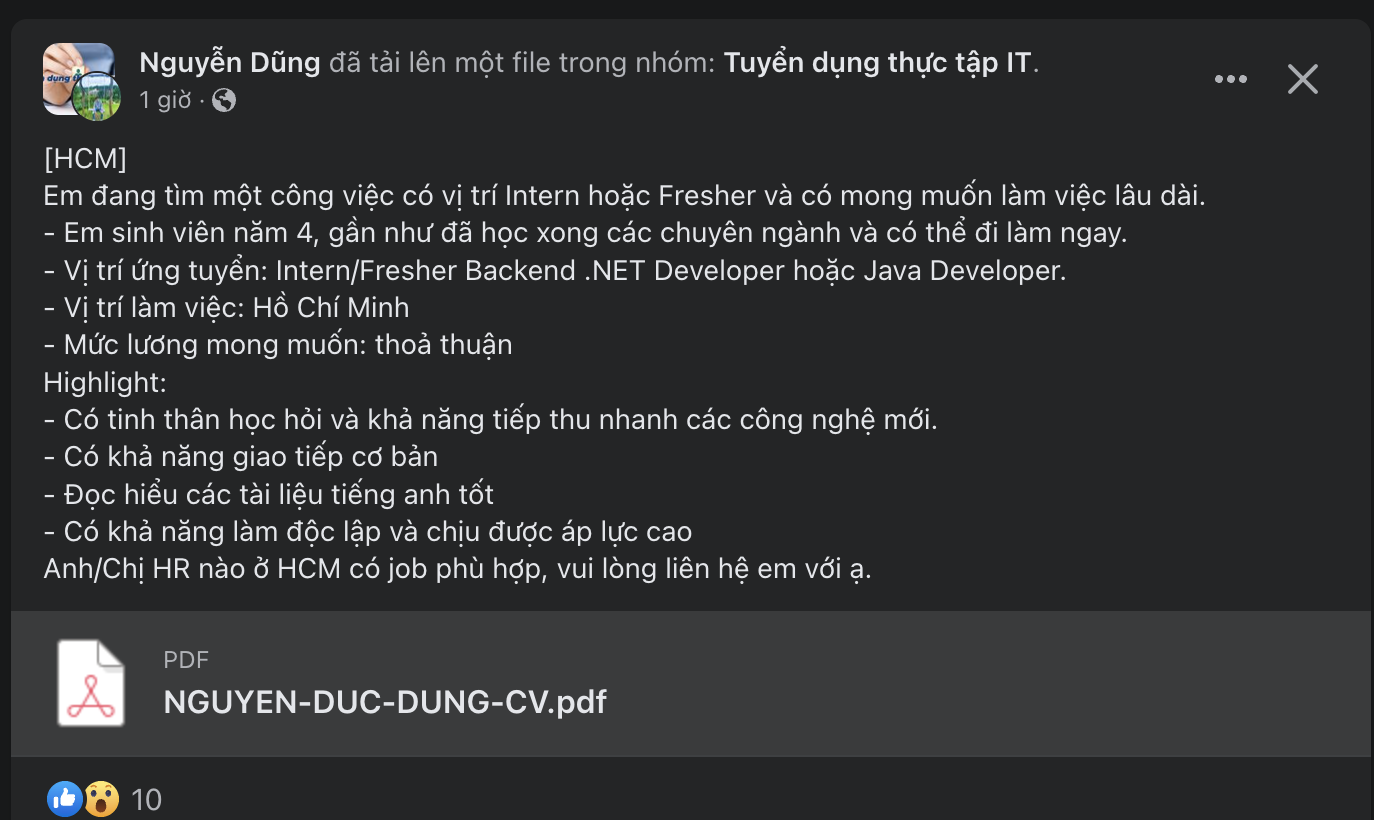 dung
Nguyễn Dũng đã tải lên một file trong nhóm: Tuyển dụng thực tập IT.
1 giờ ·
[HCM]
Em đang tìm một công việc có vị trí Intern hoặc Fresher và có mong muốn làm việc lâu dài.
- Em sinh viên năm 4, gần như đã học xong các chuyên ngành và có thể đi làm ngay.
- Vị trí ứng tuyển: Intern/Fresher Backend .NET Developer hoặc Java Developer.
- Vị trí làm việc: Hồ Chí Minh
- Mức lương mong muốn: thoả thuận
Highlight:
- Có tinh thân học hỏi và khả năng tiếp thu nhanh các công nghệ mới.
- Có khả năng giao tiếp cơ bản
- Đọc hiểu các tài liệu tiếng anh tốt
- Có khả năng làm độc lập và chịu được áp lực cao
Anh/Chị HR nào ở HCM có job phù hợp, vui lòng liên hệ em với ạ.
PDF
NGUYEN-DUC-DUNG-CV.pdf
10